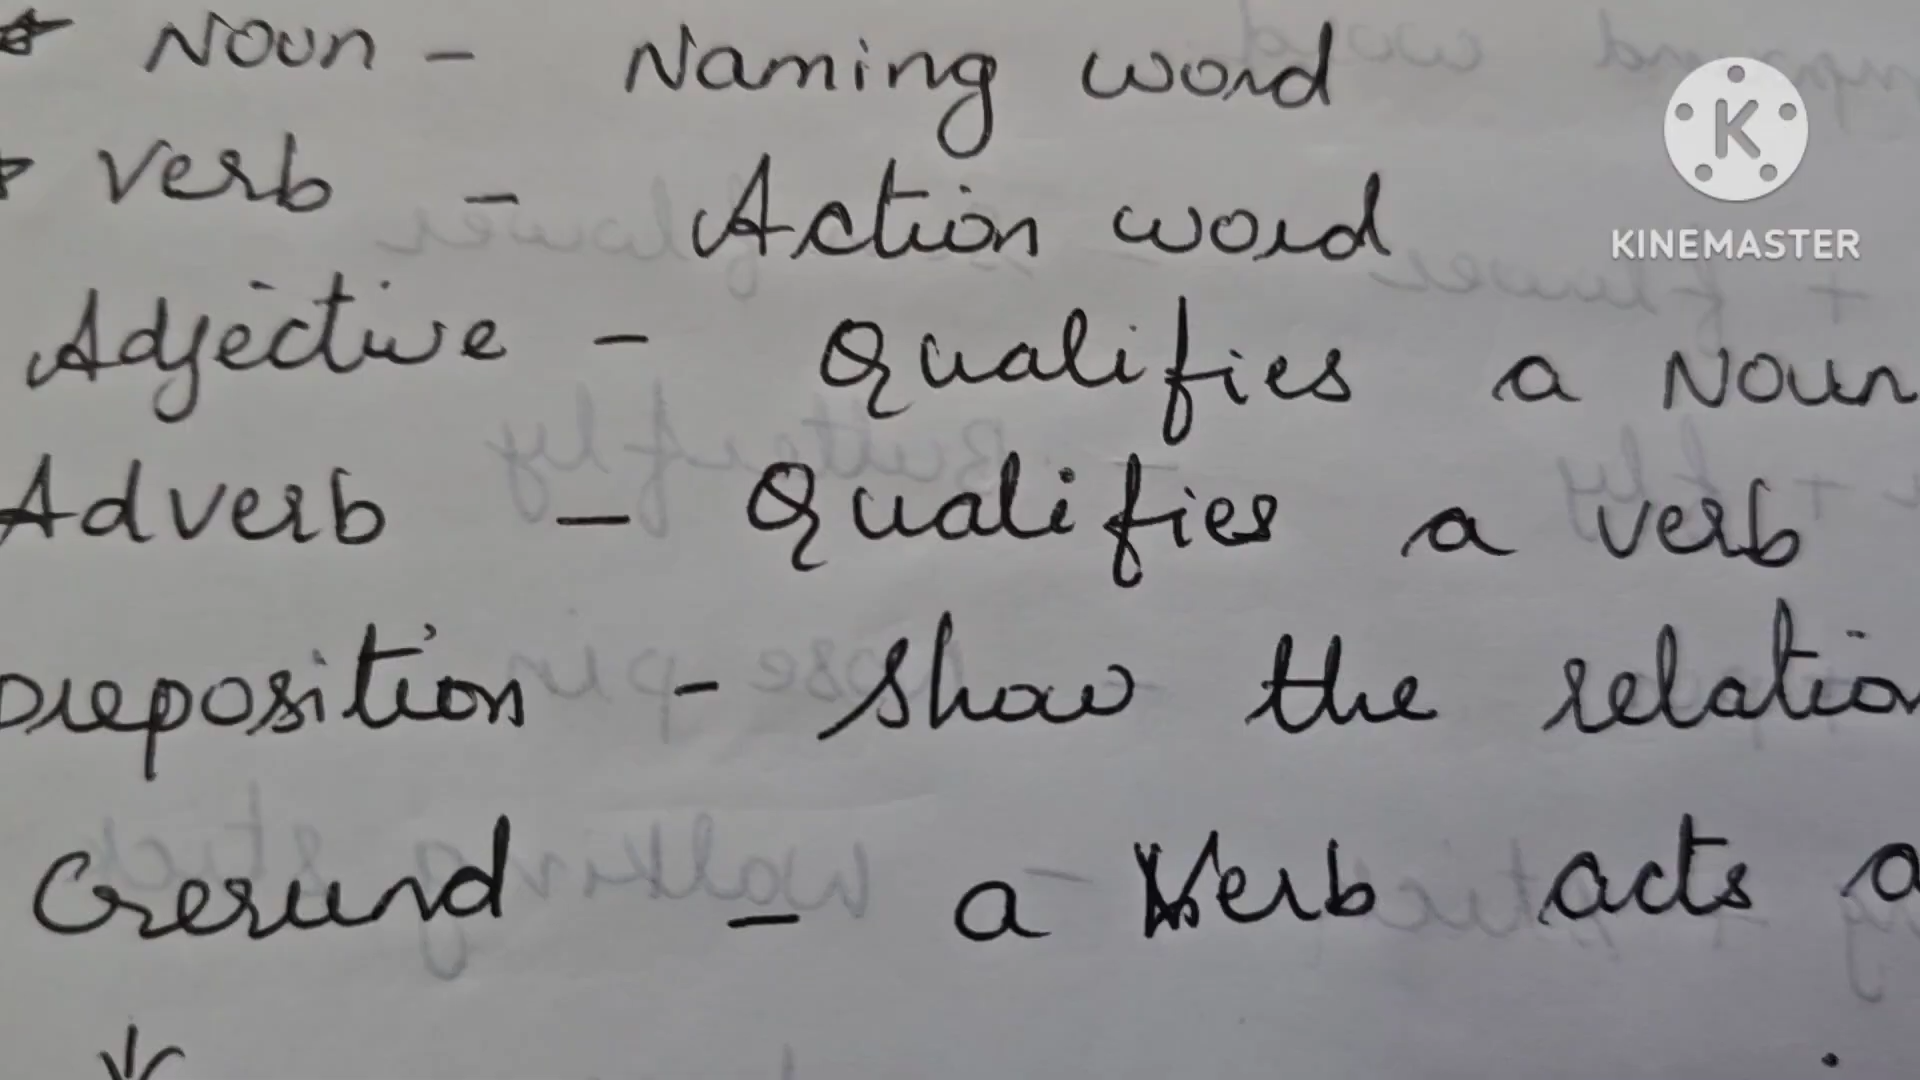 Noun - Naming word
Verb - Action word
Adjective - Qualifies a Noun
Adverb - Qualifies a verb
Preposition - Show the relation
Gerund - a Verb acts a
K
KINEMASTER